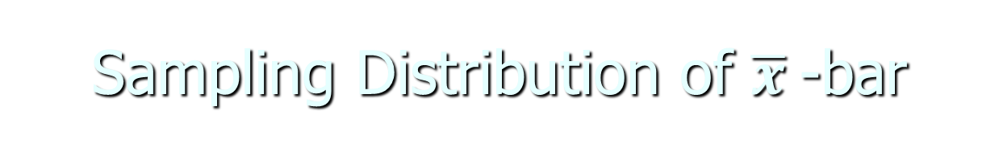 Sampling Distribution of x̄ -bar